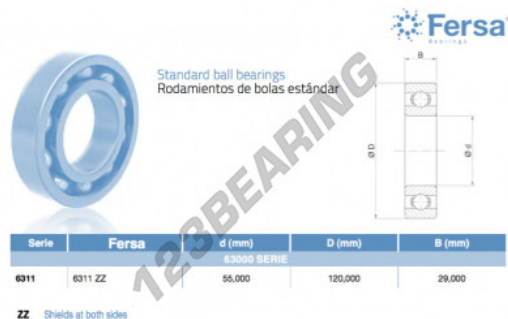 Fersa
Bearings
Standard ball bearings
Rodamientos de bolas estándar
B
Ø D
Ø d
123BEARING
Serie Fersa d (mm) D (mm) B (mm)
63000 SERIE
6311 6311 ZZ 55,000 120,000 29,000
ZZ Shields at both sides